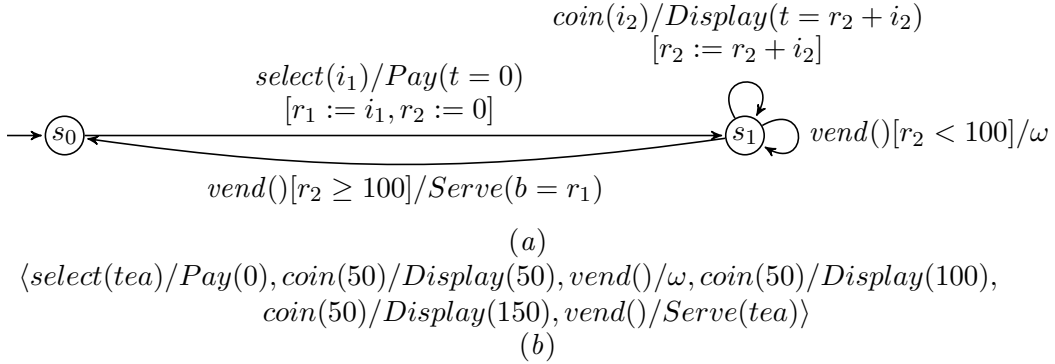 coin(i₂)/Display(t = r₂ + i₂)
[r₂ := r₂ + i₂]
select(i₁)/Pay(t = 0)
[r₁ := i₁, r₂ := 0]
s₀
s₁
vend()[r₂ < 100]/ω
vend()[r₂ ≥ 100]/Serve(b = r₁)
(a)
⟨select(tea)/Pay(0), coin(50)/Display(50), vend()/ω, coin(50)/Display(100),
coin(50)/Display(150), vend()/Serve(tea)⟩
(b)